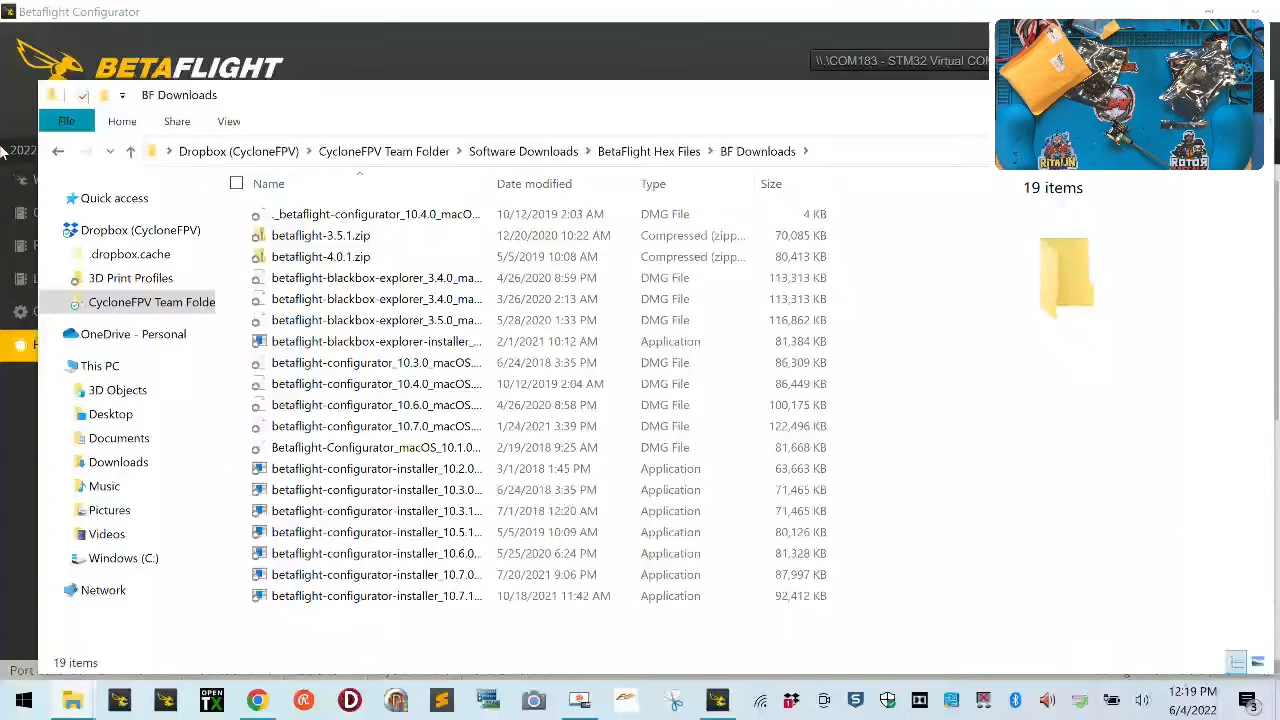 Betaflight Configurator
BETAFLIGHT
\\.\COM183 - STM32 Virtual COM
BF Downloads
File Home Share View
2022
Dropbox (CycloneFPV) > CycloneFPV Team Folder > Software Downloads > BetaFlight Hex Files > BF Downloads >
Name Date modified Type Size
19 items
Quick access
Dropbox (CycloneFPV)
.dropbox.cache
3D Print Profiles
CycloneFPV Team Folde
OneDrive - Personal
This PC
3D Objects
Desktop
Documents
Downloads
Music
Pictures
Videos
Windows (C:)
Network
._betaflight-configurator_10.4.0_macO... 10/12/2019 2:03 AM DMG File 4 KB
betaflight-3.5.1.zip 12/20/2020 10:22 AM Compressed (zipp... 70,085 KB
betaflight-4.0.1.zip 5/5/2019 10:08 AM Compressed (zipp... 80,413 KB
betaflight-blackbox-explorer_3.4.0_ma... 4/26/2020 8:59 PM DMG File 113,313 KB
betaflight-blackbox-explorer_3.4.0_ma... 3/26/2020 2:13 AM DMG File 113,313 KB
betaflight-blackbox-explorer_3.5.0_ma... 5/28/2020 1:33 PM DMG File 116,862 KB
betaflight-blackbox-explorer-installer_... 2/1/2021 10:12 AM Application 81,384 KB
betaflight-configurator_10.3.0_macOS.... 6/24/2018 3:35 PM DMG File 86,309 KB
betaflight-configurator_10.4.0_macOS.... 10/12/2019 2:04 AM DMG File 86,449 KB
betaflight-configurator_10.6.0_macOS.... 4/26/2020 8:58 PM DMG File 100,175 KB
betaflight-configurator_10.7.0_macOS.... 1/24/2021 3:39 PM DMG File 122,496 KB
Betaflight-Configurator_macOS_10.1.0... 2/19/2018 9:25 AM DMG File 81,668 KB
betaflight-configurator-installer_10.2.0... 3/1/2018 1:45 PM Application 63,663 KB
betaflight-configurator-installer_10.3.0... 6/24/2018 3:35 PM Application 71,465 KB
betaflight-configurator-installer_10.3.1... 7/1/2018 12:20 AM Application 71,465 KB
betaflight-configurator-installer_10.5.1... 5/5/2019 10:09 AM Application 80,126 KB
betaflight-configurator-installer_10.6.0... 5/25/2020 6:24 PM Application 81,328 KB
betaflight-configurator-installer_10.7.0... 7/20/2021 9:06 PM Application 87,997 KB
betaflight-configurator-installer_10.7.1... 10/18/2021 11:42 AM Application 92,412 KB
19 items
Port
OPEN
TX
12:19 PM
6/4/2022
3
RITALIN
ROTOR